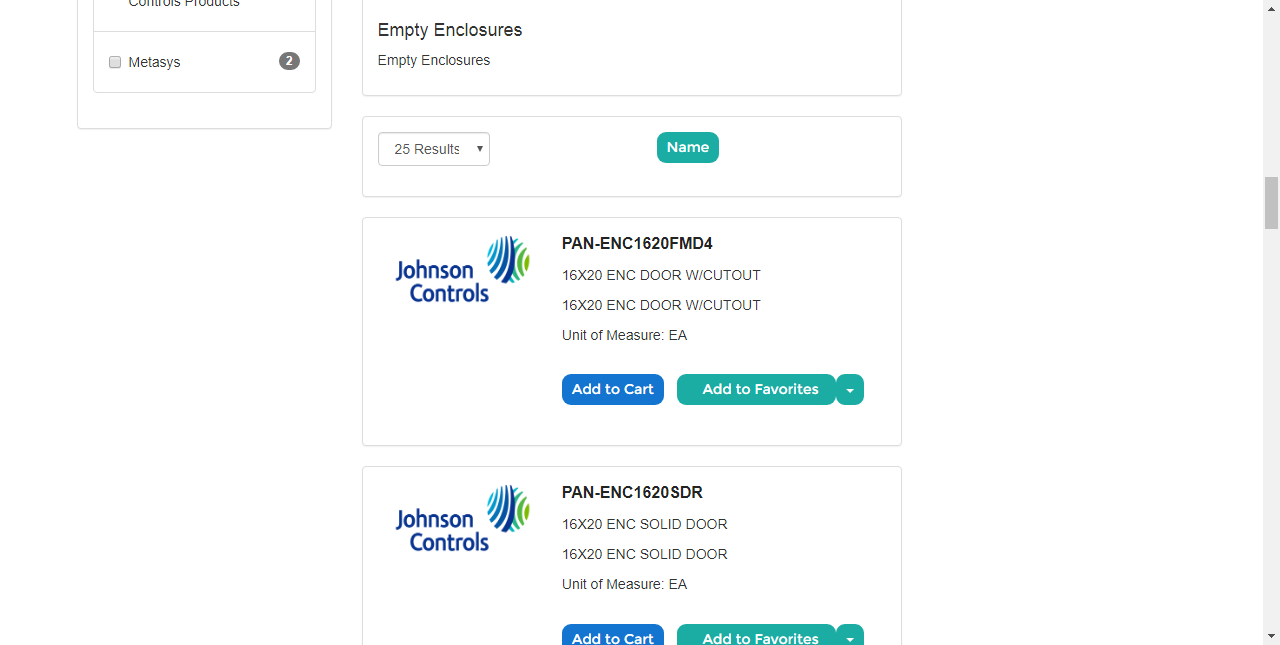 Controls Products
Metasys
2
Empty Enclosures
Empty Enclosures
25 Results
Name
Johnson
Controls
PAN-ENC1620FMD4
16X20 ENC DOOR W/CUTOUT
16X20 ENC DOOR W/CUTOUT
Unit of Measure: EA
Add to Cart
Add to Favorites
Johnson
Controls
PAN-ENC1620SDR
16X20 ENC SOLID DOOR
16X20 ENC SOLID DOOR
Unit of Measure: EA
Add to Cart
Add to Favorites